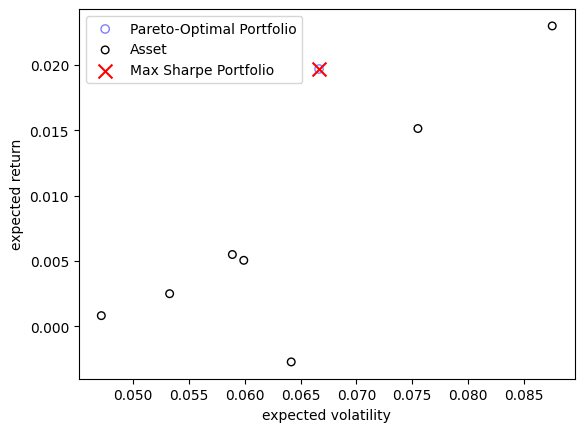 Pareto-Optimal Portfolio
Asset
Max Sharpe Portfolio
0.020
0.015
0.010
0.005
0.000
expected return
0.050 0.055 0.060 0.065 0.070 0.075 0.080 0.085
expected volatility